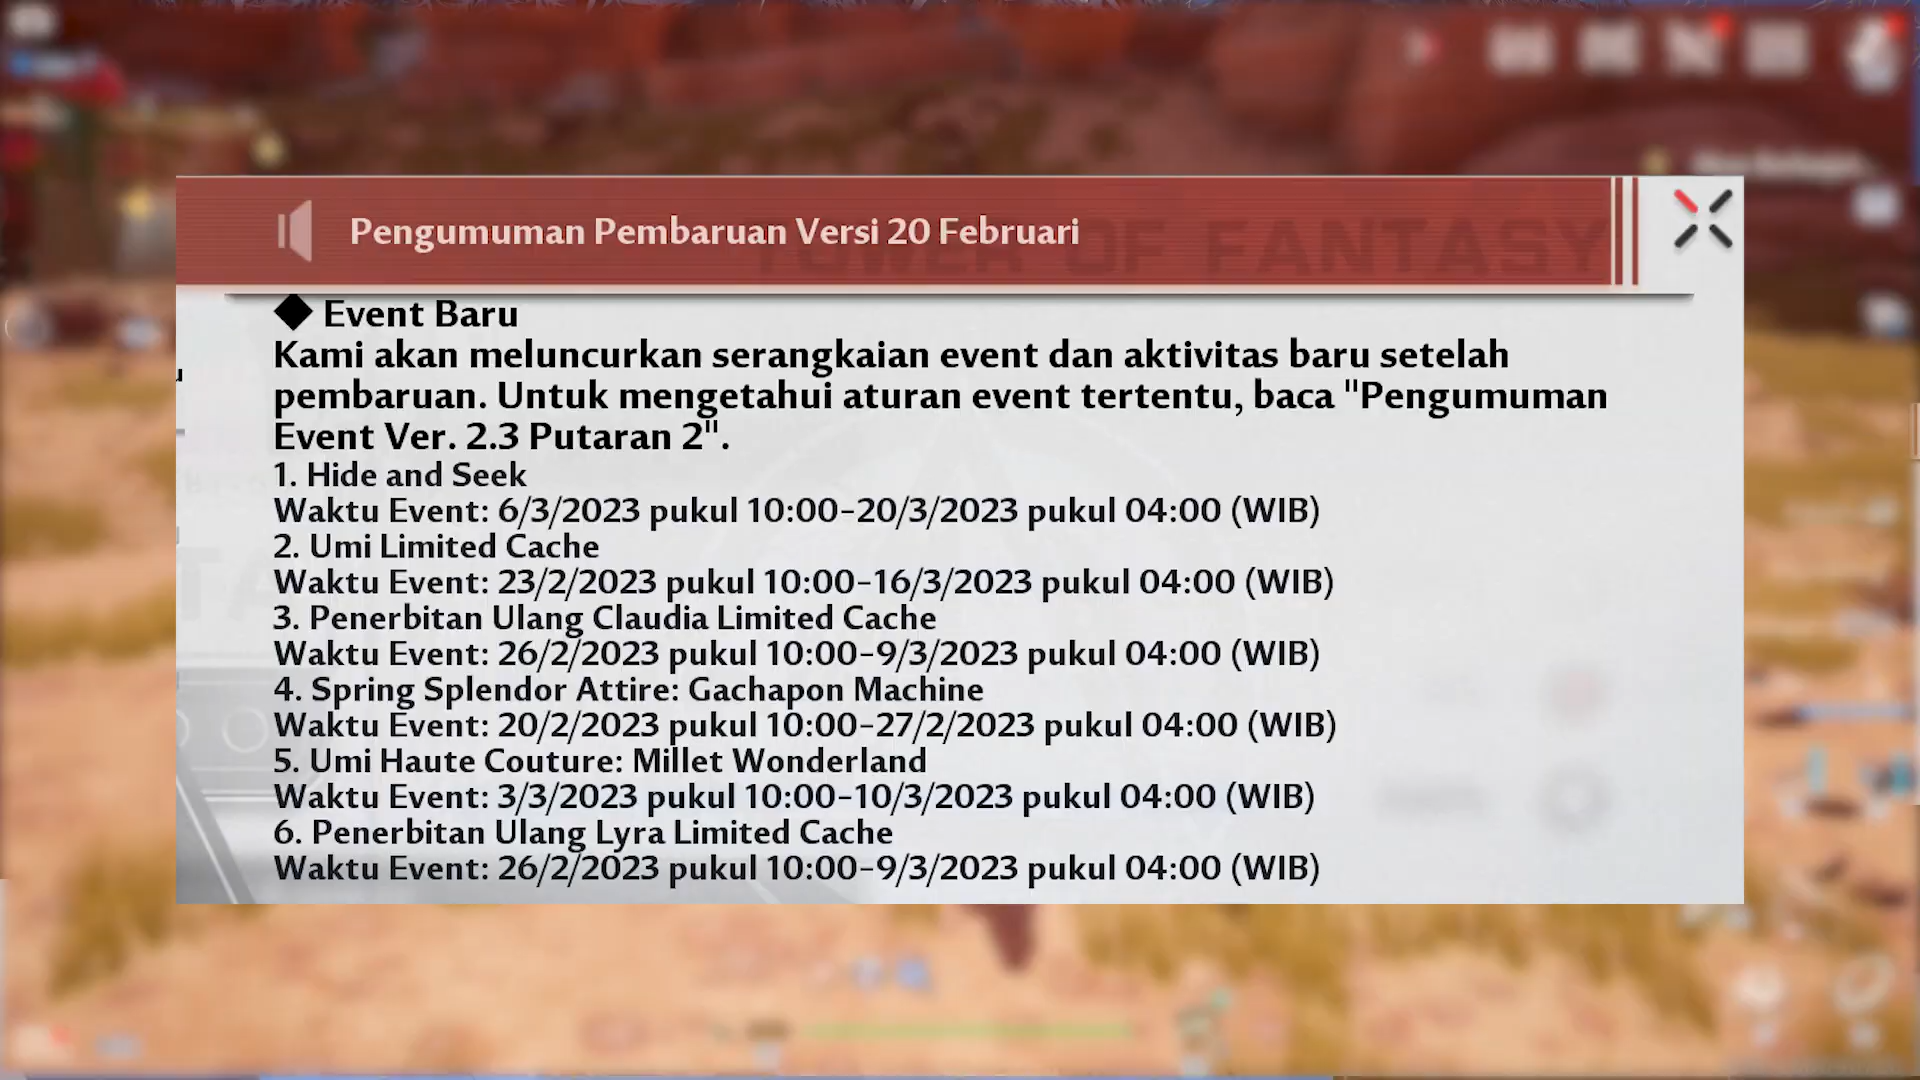 Pengumuman Pembaruan Versi 20 Februari
TOWER OF FANTASY
◆ Event Baru
Kami akan meluncurkan serangkaian event dan aktivitas baru setelah
pembaruan. Untuk mengetahui aturan event tertentu, baca "Pengumuman
Event Ver. 2.3 Putaran 2".
1. Hide and Seek
Waktu Event: 6/3/2023 pukul 10:00-20/3/2023 pukul 04:00 (WIB)
2. Umi Limited Cache
Waktu Event: 23/2/2023 pukul 10:00-16/3/2023 pukul 04:00 (WIB)
3. Penerbitan Ulang Claudia Limited Cache
Waktu Event: 26/2/2023 pukul 10:00-9/3/2023 pukul 04:00 (WIB)
4. Spring Splendor Attire: Gachapon Machine
Waktu Event: 20/2/2023 pukul 10:00-27/2/2023 pukul 04:00 (WIB)
5. Umi Haute Couture: Millet Wonderland
Waktu Event: 3/3/2023 pukul 10:00-10/3/2023 pukul 04:00 (WIB)
6. Penerbitan Ulang Lyra Limited Cache
Waktu Event: 26/2/2023 pukul 10:00-9/3/2023 pukul 04:00 (WIB)